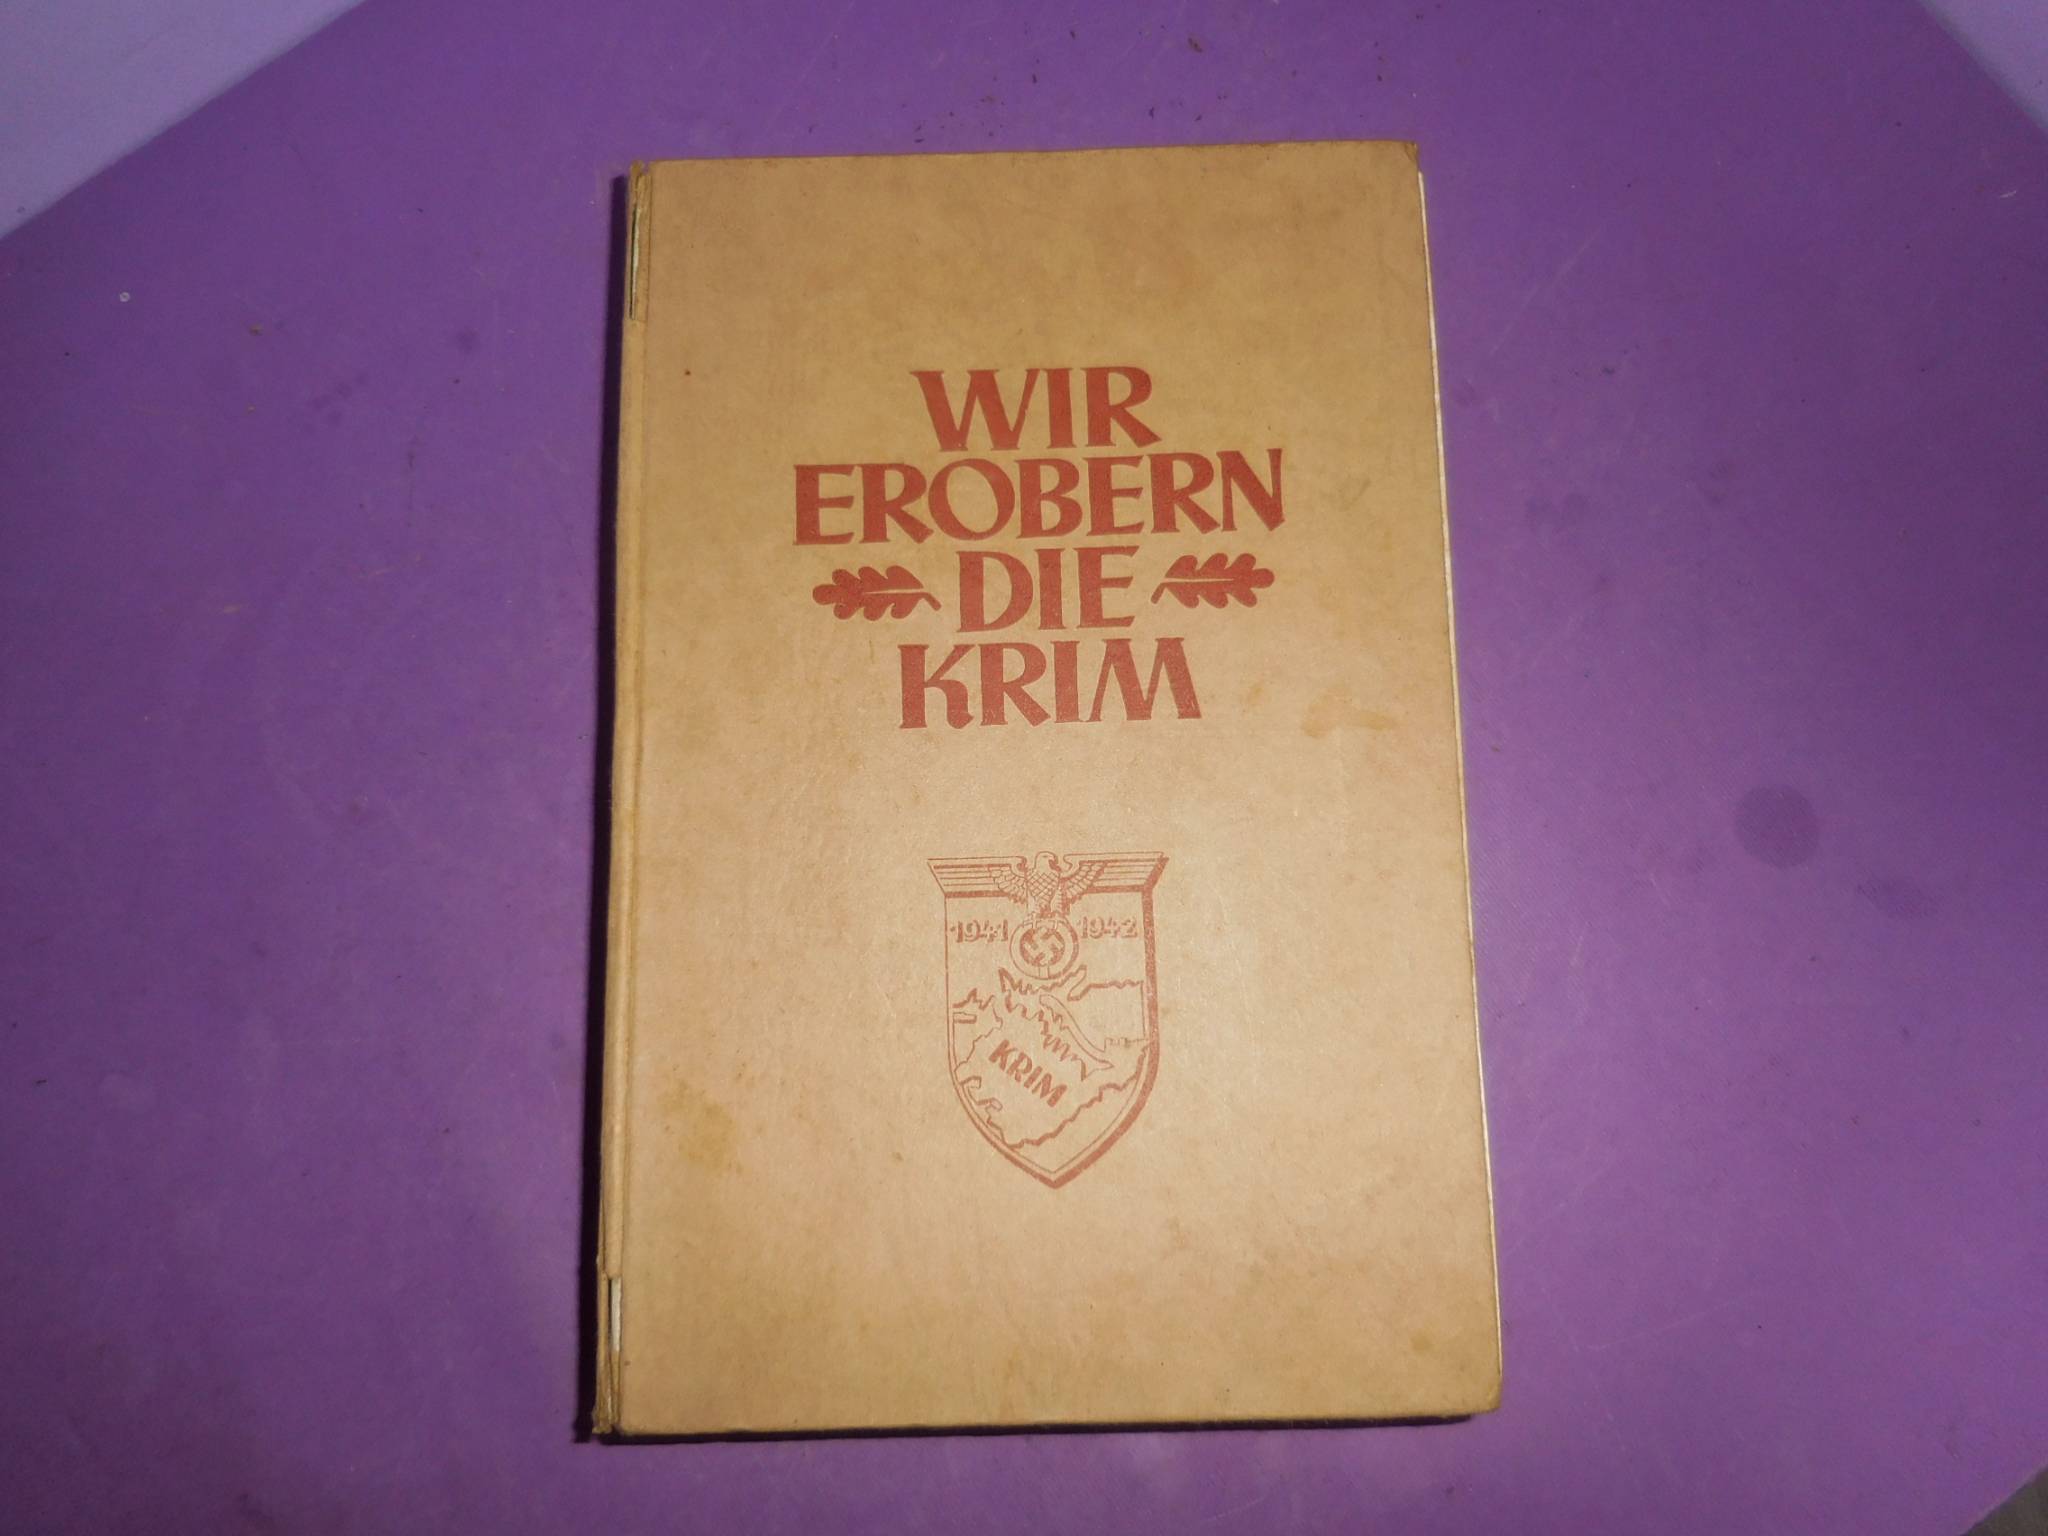 WIR
EROBERN
DIE
KRIM
1941 1942
KRIM